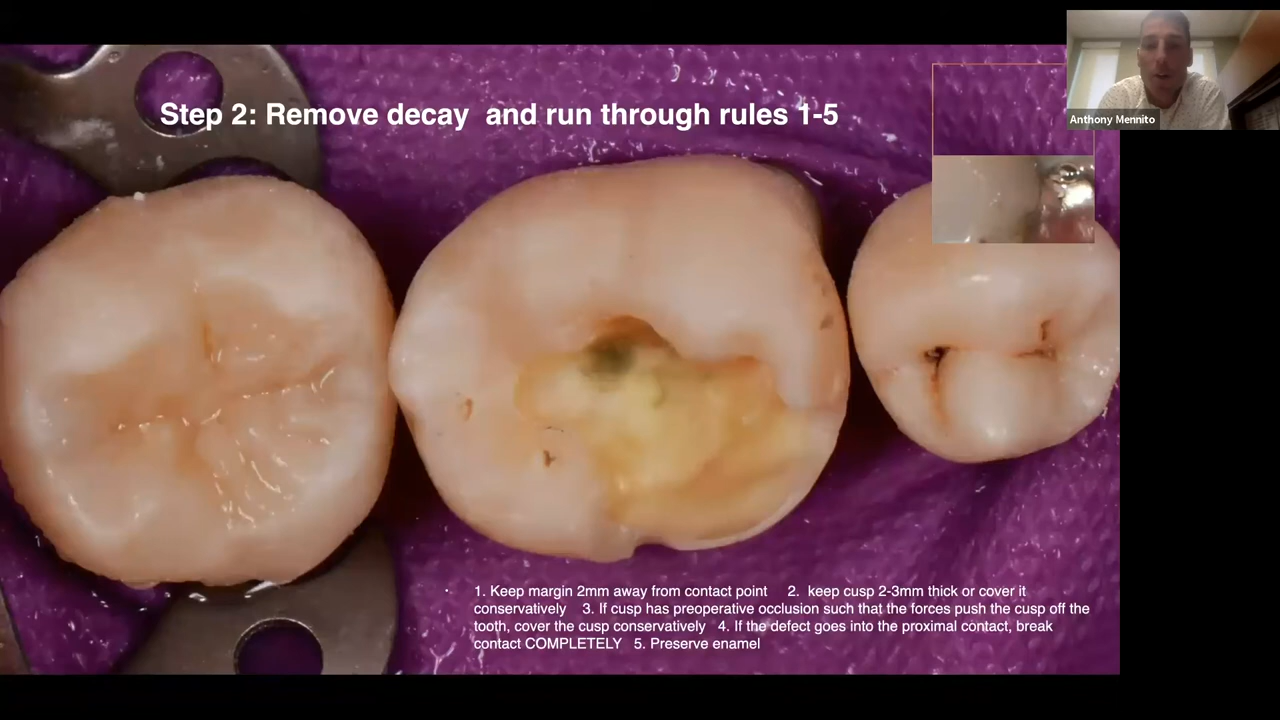 Anthony Mennito
Step 2: Remove decay  and run through rules 1-5
· 1. Keep margin 2mm away from contact point    2.  keep cusp 2-3mm thick or cover it
conservatively    3. If cusp has preoperative occlusion such that the forces push the cusp off the
tooth, cover the cusp conservatively   4. If the defect goes into the proximal contact, break
contact COMPLETELY   5. Preserve enamel